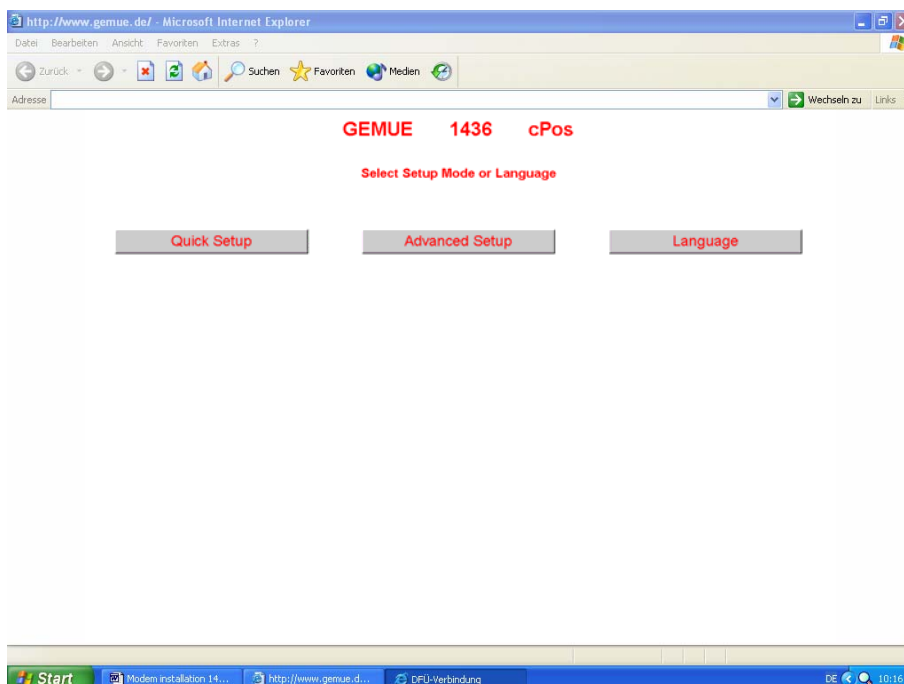 http://www.gemue.de/ - Microsoft Internet Explorer
Datei Bearbeiten Ansicht Favoriten Extras ?
Zurück Suchen Favoriten Medien
Adresse Wechseln zu Links
GEMUE 1436 cPos
Select Setup Mode or Language
Quick Setup Advanced Setup Language
Start Modem installation 14... http://www.gemue.d... DFÜ-Verbindung DE 10:16